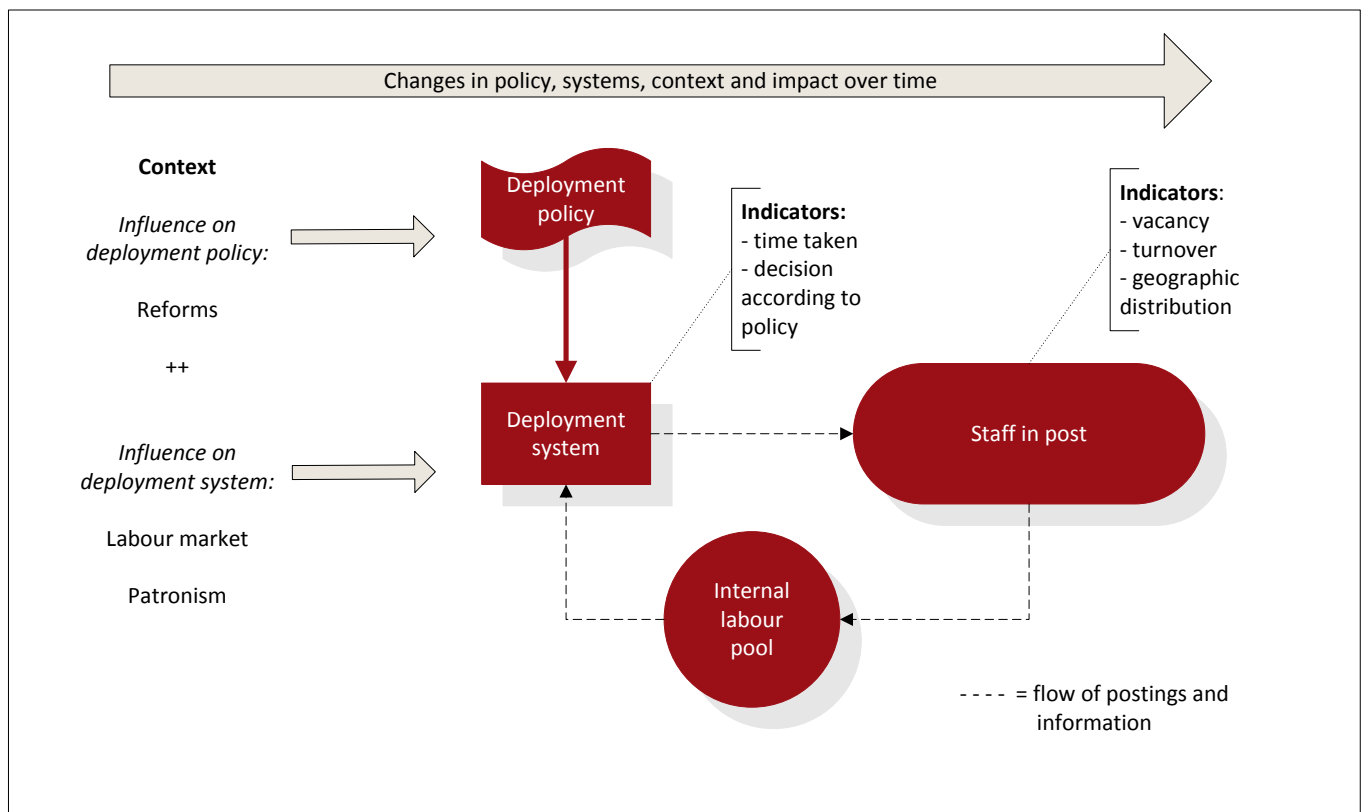 Changes in policy, systems, context and impact over time
Context
Influence on
deployment policy:
Reforms
++
Influence on
deployment system:
Labour market
Patronism
Deployment
policy
Indicators:
- time taken
- decision
according to
policy
Indicators:
- vacancy
- turnover
- geographic
distribution
Deployment
system
Staff in post
Internal
labour
pool
- - - - = flow of postings and
information